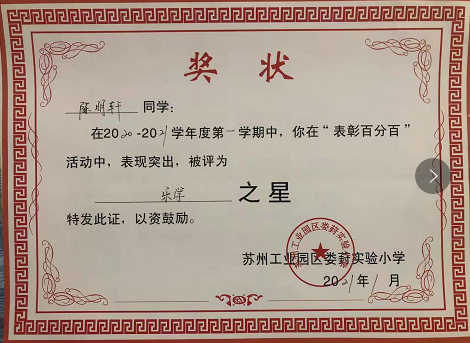 奖状
陈明轩 同学:
在2020-2021学年度第一学期中,你在“表彰百分百”
活动中,表现突出,被评为
乐学 之星
特发此证,以资鼓励。
苏州工业园区娄葑实验小学
苏州工业园区娄葑实验小学
2021年1月